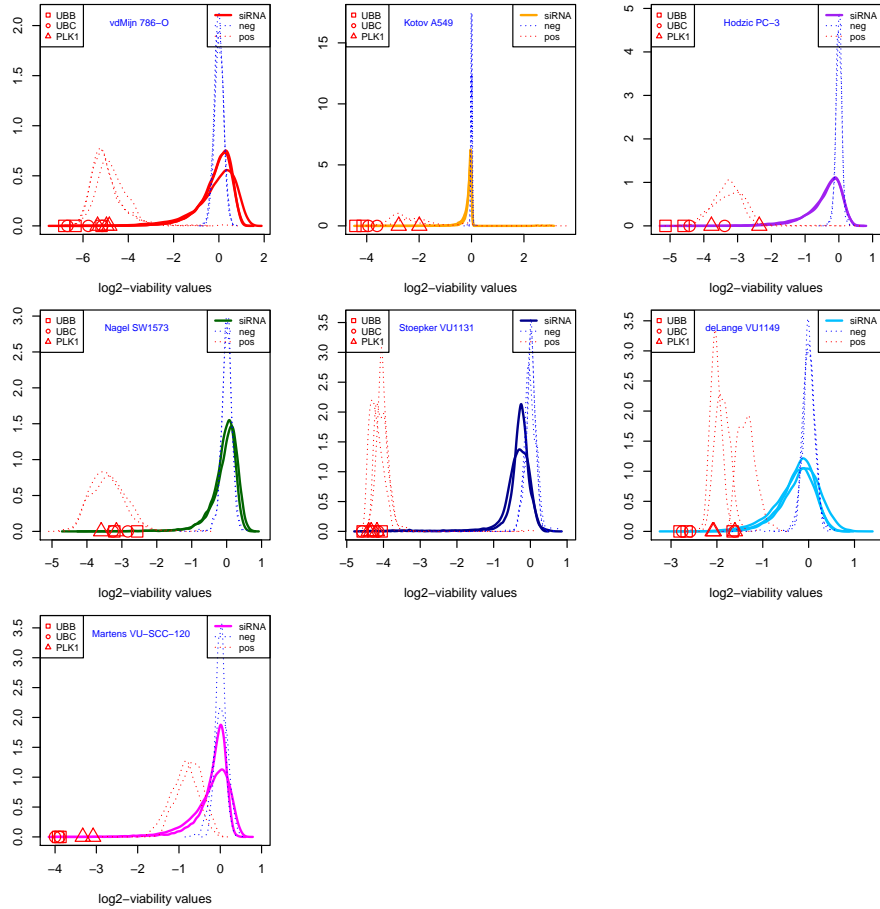 vdMijn 786−O
UBB
UBC
PLK1
siRNA
neg
pos
0.0 0.5 1.0 1.5 2.0
−6 −4 −2 0 2
log2−viability values
Kotov A549
UBB
UBC
PLK1
siRNA
neg
pos
0 5 10 15
−4 −2 0 2
log2−viability values
Hodzic PC−3
UBB
UBC
PLK1
siRNA
neg
pos
0 1 2 3 4 5
−5 −4 −3 −2 −1 0
log2−viability values
Nagel SW1573
UBB
UBC
PLK1
siRNA
neg
pos
0.0 0.5 1.0 1.5 2.0 2.5 3.0
−5 −4 −3 −2 −1 0 1
log2−viability values
Stoepker VU1131
UBB
UBC
PLK1
siRNA
neg
pos
0.0 0.5 1.0 1.5 2.0 2.5 3.0 3.5
−5 −4 −3 −2 −1 0 1
log2−viability values
deLange VU1149
UBB
UBC
PLK1
siRNA
neg
pos
0.0 0.5 1.0 1.5 2.0 2.5 3.0 3.5
−3 −2 −1 0 1
log2−viability values
Martens VU−SCC−120
UBB
UBC
PLK1
siRNA
neg
pos
0.0 0.5 1.0 1.5 2.0 2.5 3.0 3.5
−4 −3 −2 −1 0 1
log2−viability values